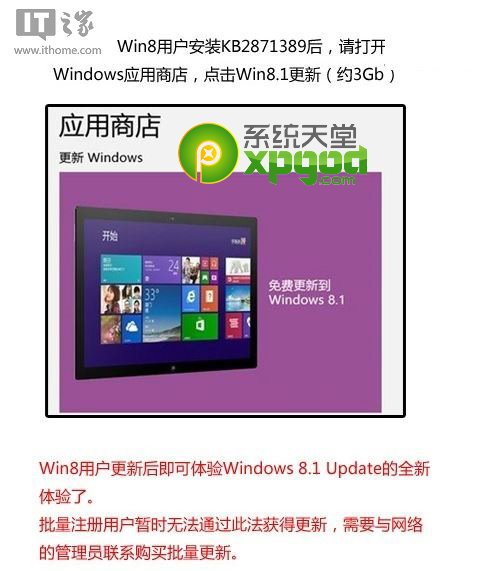 IT之家
www.ithome.com
Win8用户安装KB2871389后，请打开
Windows应用商店，点击Win8.1更新（约3Gb）
应用商店
系统天堂
xpgod
.com
更新 Windows
开始
24
33°
免费更新到
Windows 8.1
Win8用户更新后即可体验Windows 8.1 Update的全新
体验了。
批量注册用户暂时无法通过此法获得更新，需要与网络
的管理员联系购买批量更新。